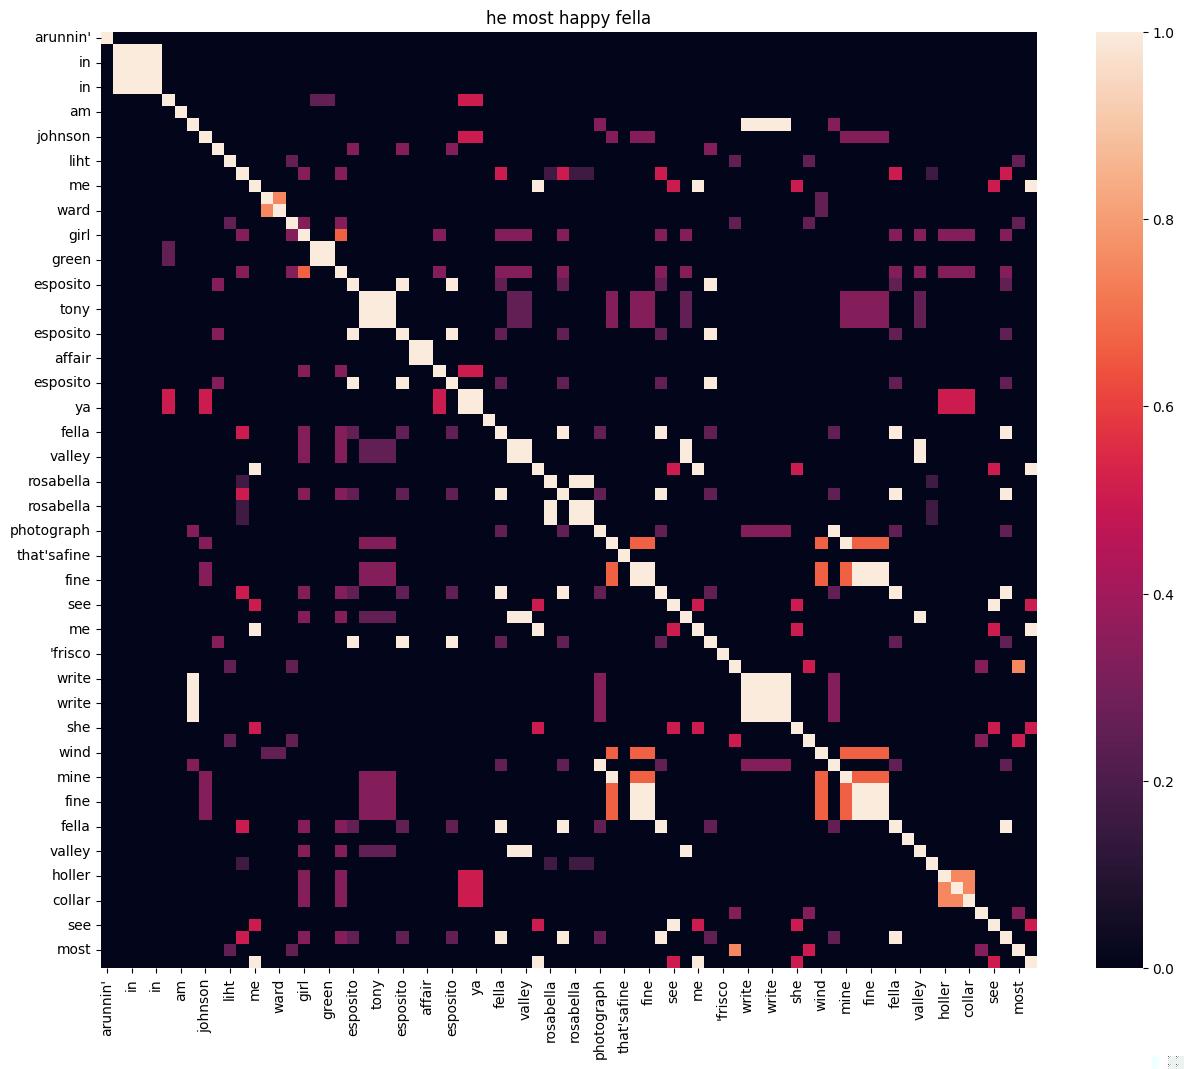 he most happy fella
arunnin'
in
in
am
johnson
liht
me
ward
girl
green
esposito
tony
esposito
affair
esposito
ya
fella
valley
rosabella
rosabella
photograph
that'safine
fine
see
me
'frisco
write
write
she
wind
mine
fine
fella
valley
holler
collar
see
most
1.0
0.8
0.6
0.4
0.2
0.0
arunnin' in in am johnson liht me ward girl green esposito tony esposito affair esposito ya fella valley rosabella rosabella photograph that'safine fine see me 'frisco write write she wind mine fine fella valley holler collar see most